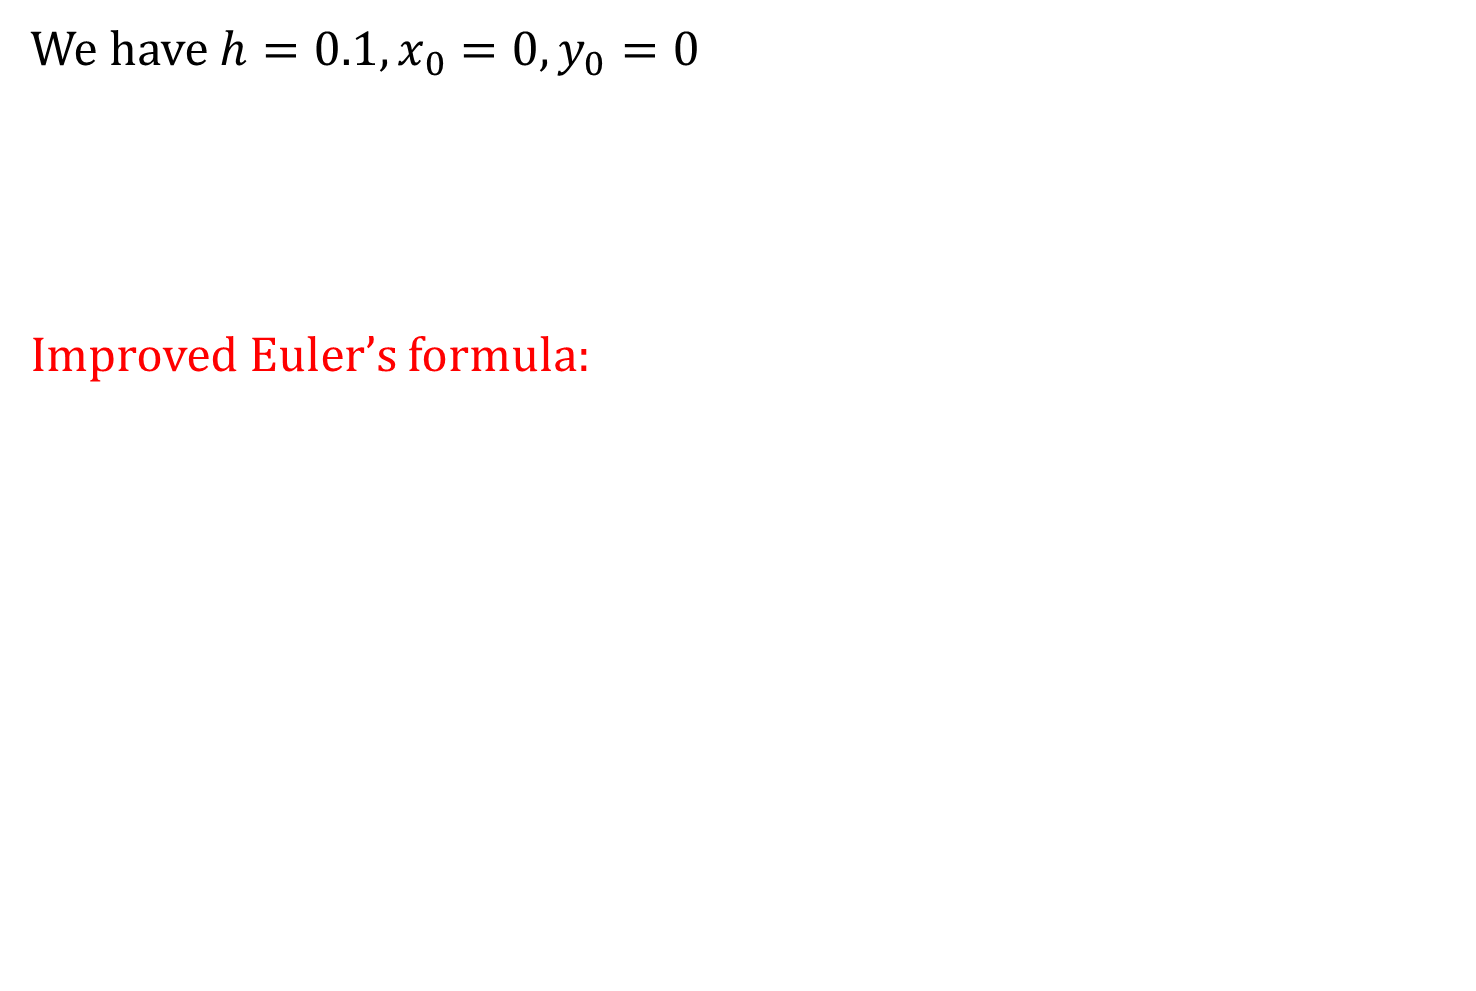 We have ℎ = 0.1, 𝑥₀ = 0, 𝑦₀ = 0
Improved Euler’s formula: